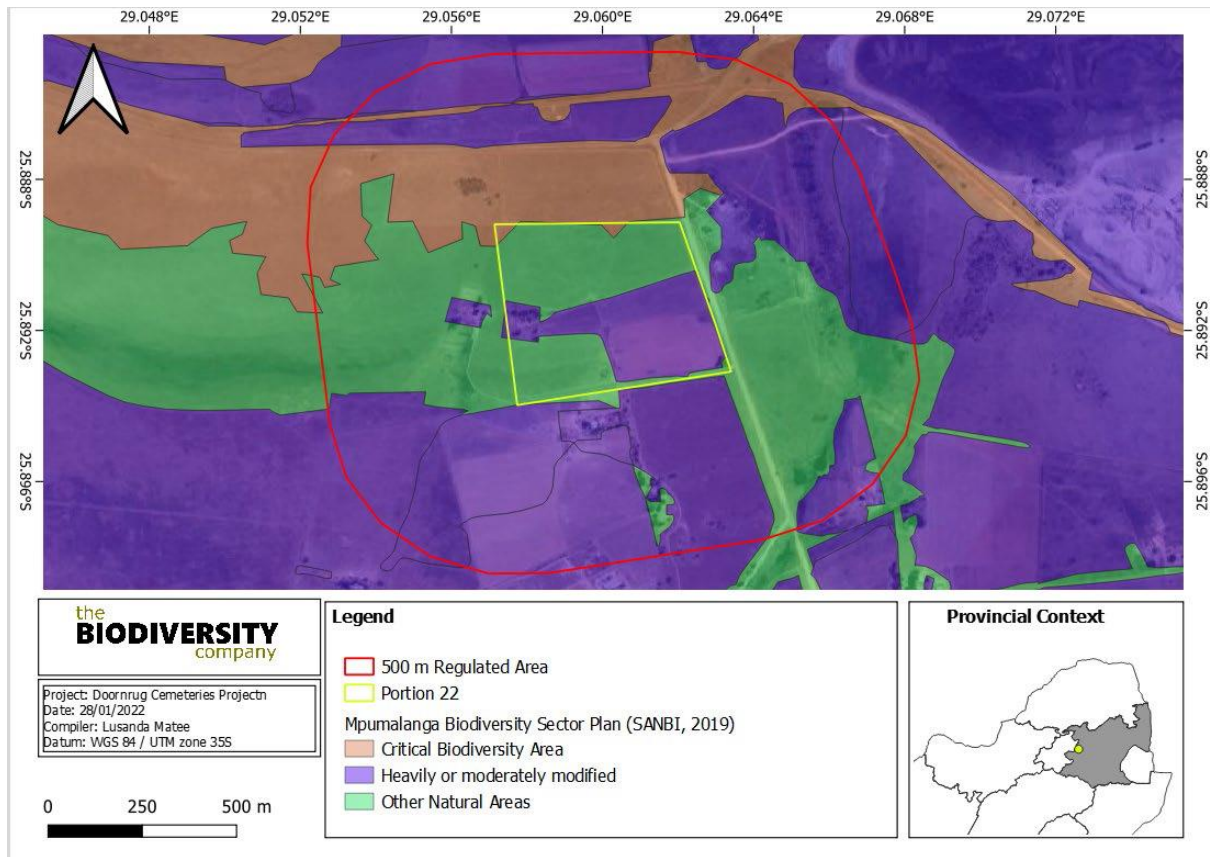 29.048°E 29.052°E 29.056°E 29.060°E 29.064°E 29.068°E 29.072°E
25.888°S 25.888°S
25.892°S 25.892°S
25.896°S 25.896°S
the
BIODIVERSITY
company
Project: Doornrug Cemeteries Projectn
Date: 28/01/2022
Compiler: Lusanda Matee
Datum: WGS 84 / UTM zone 35S
0 250 500 m
Legend
500 m Regulated Area
Portion 22
Mpumalanga Biodiversity Sector Plan (SANBI, 2019)
Critical Biodiversity Area
Heavily or moderately modified
Other Natural Areas
Provincial Context